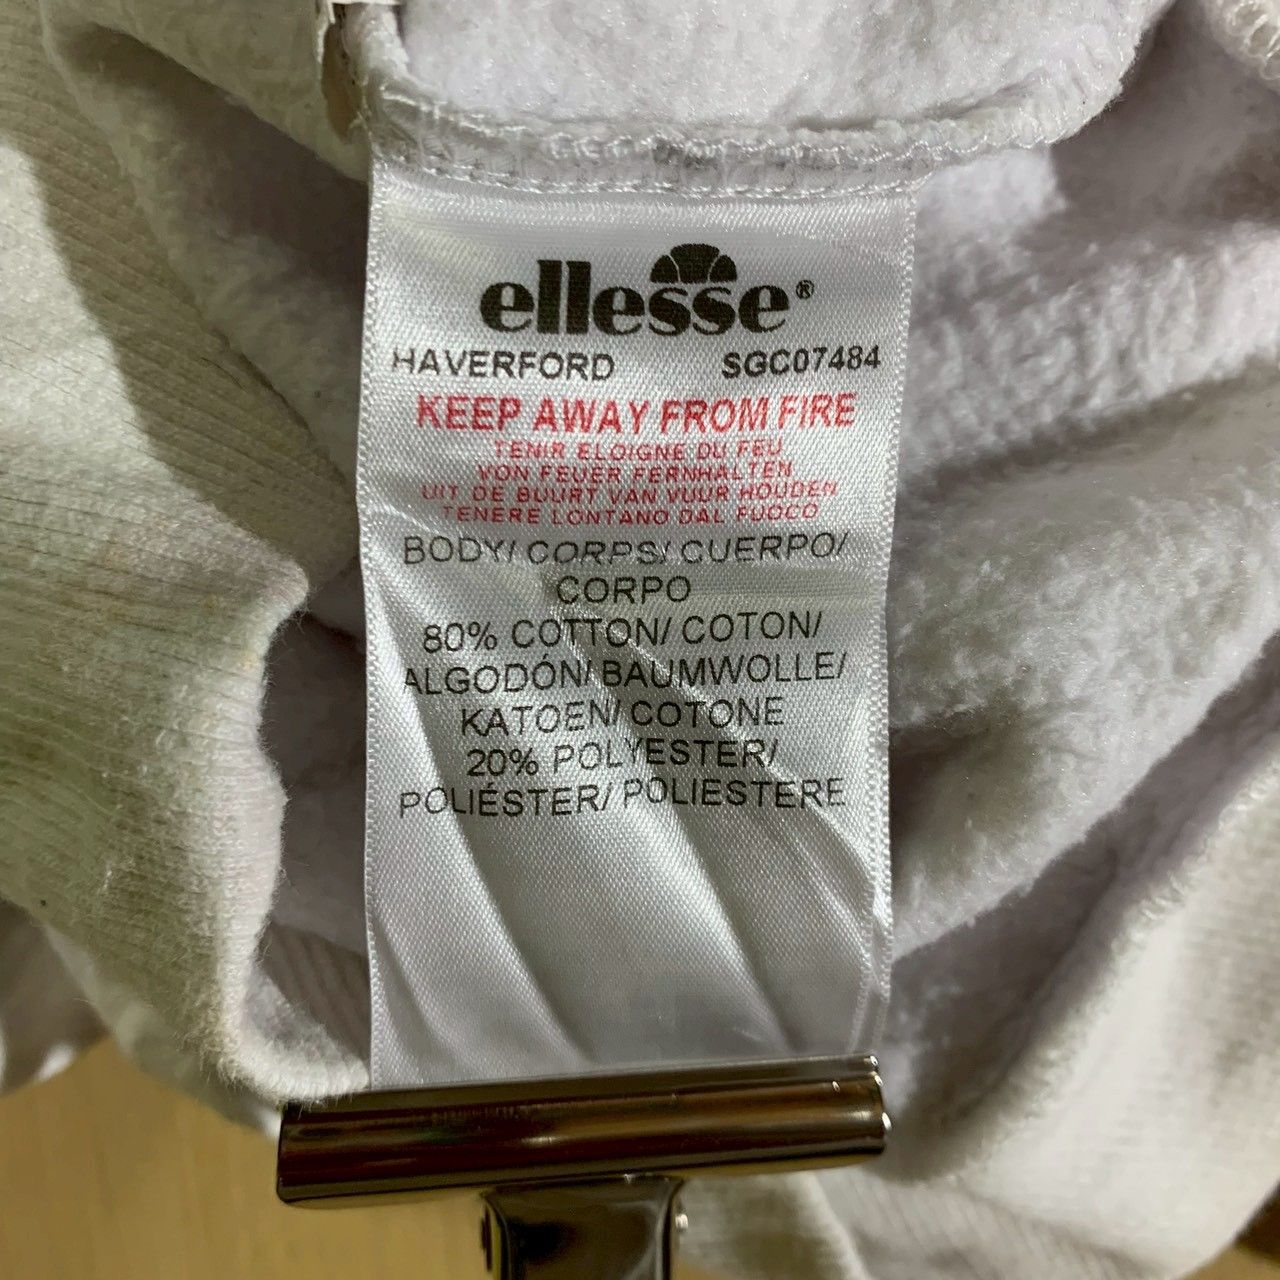 ellesse®
HAVERFORD SGC07484
KEEP AWAY FROM FIRE
TENIR ELOIGNE DU FEU
VON FEUER FERNHALTEN
UIT DE BUURT VAN VUUR HOUDEN
TENERE LONTANO DAL FUOCO
BODY/ CORPS/ CUERPO/
CORPO
80% COTTON/ COTON/
ALGODÓN/ BAUMWOLLE/
KATOEN/ COTONE
20% POLYESTER/
POLIÉSTER/ POLIESTERE